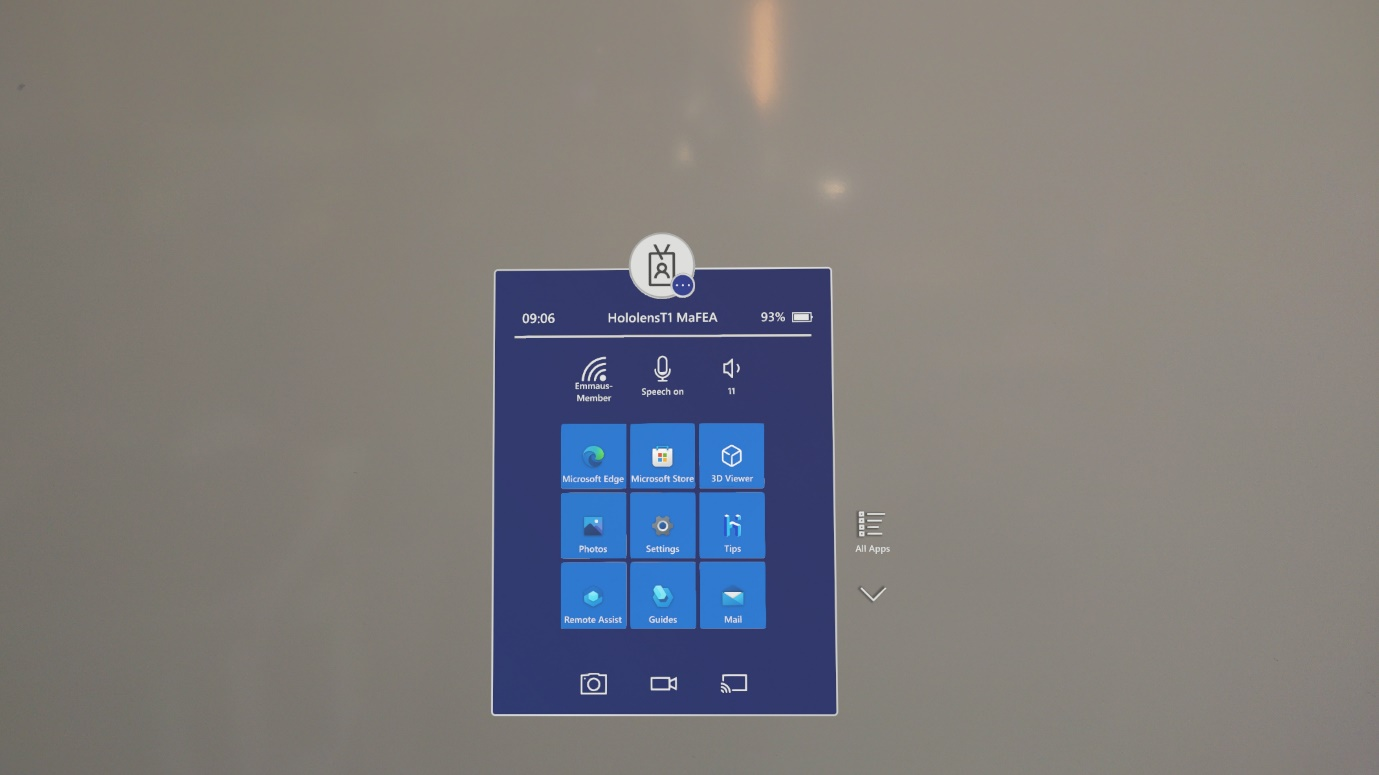 09:06
HololensT1 MaFEA
93%
Emmaus-
Member
Speech on
11
Microsoft Edge
Microsoft Store
3D Viewer
Photos
Settings
Tips
All Apps
Remote Assist
Guides
Mail